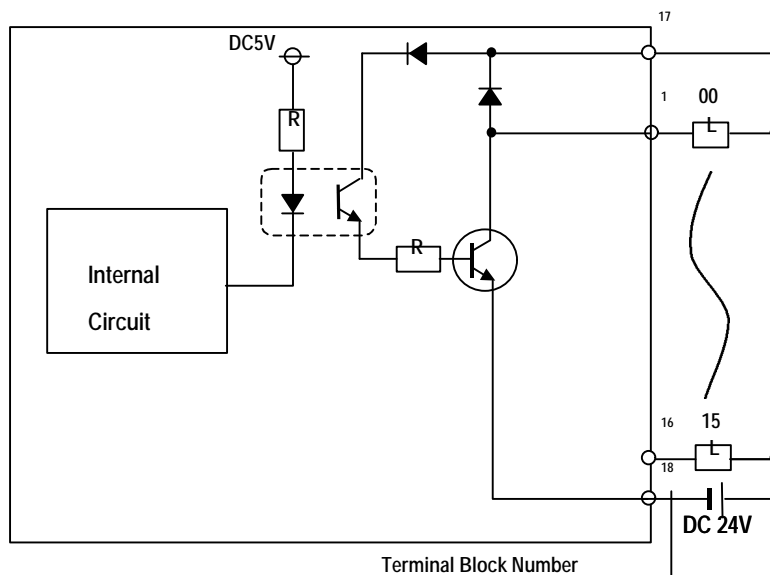 17
DC5V
1
00
R
L
R
Internal
Circuit
16
15
L
18
DC 24V
Terminal Block Number